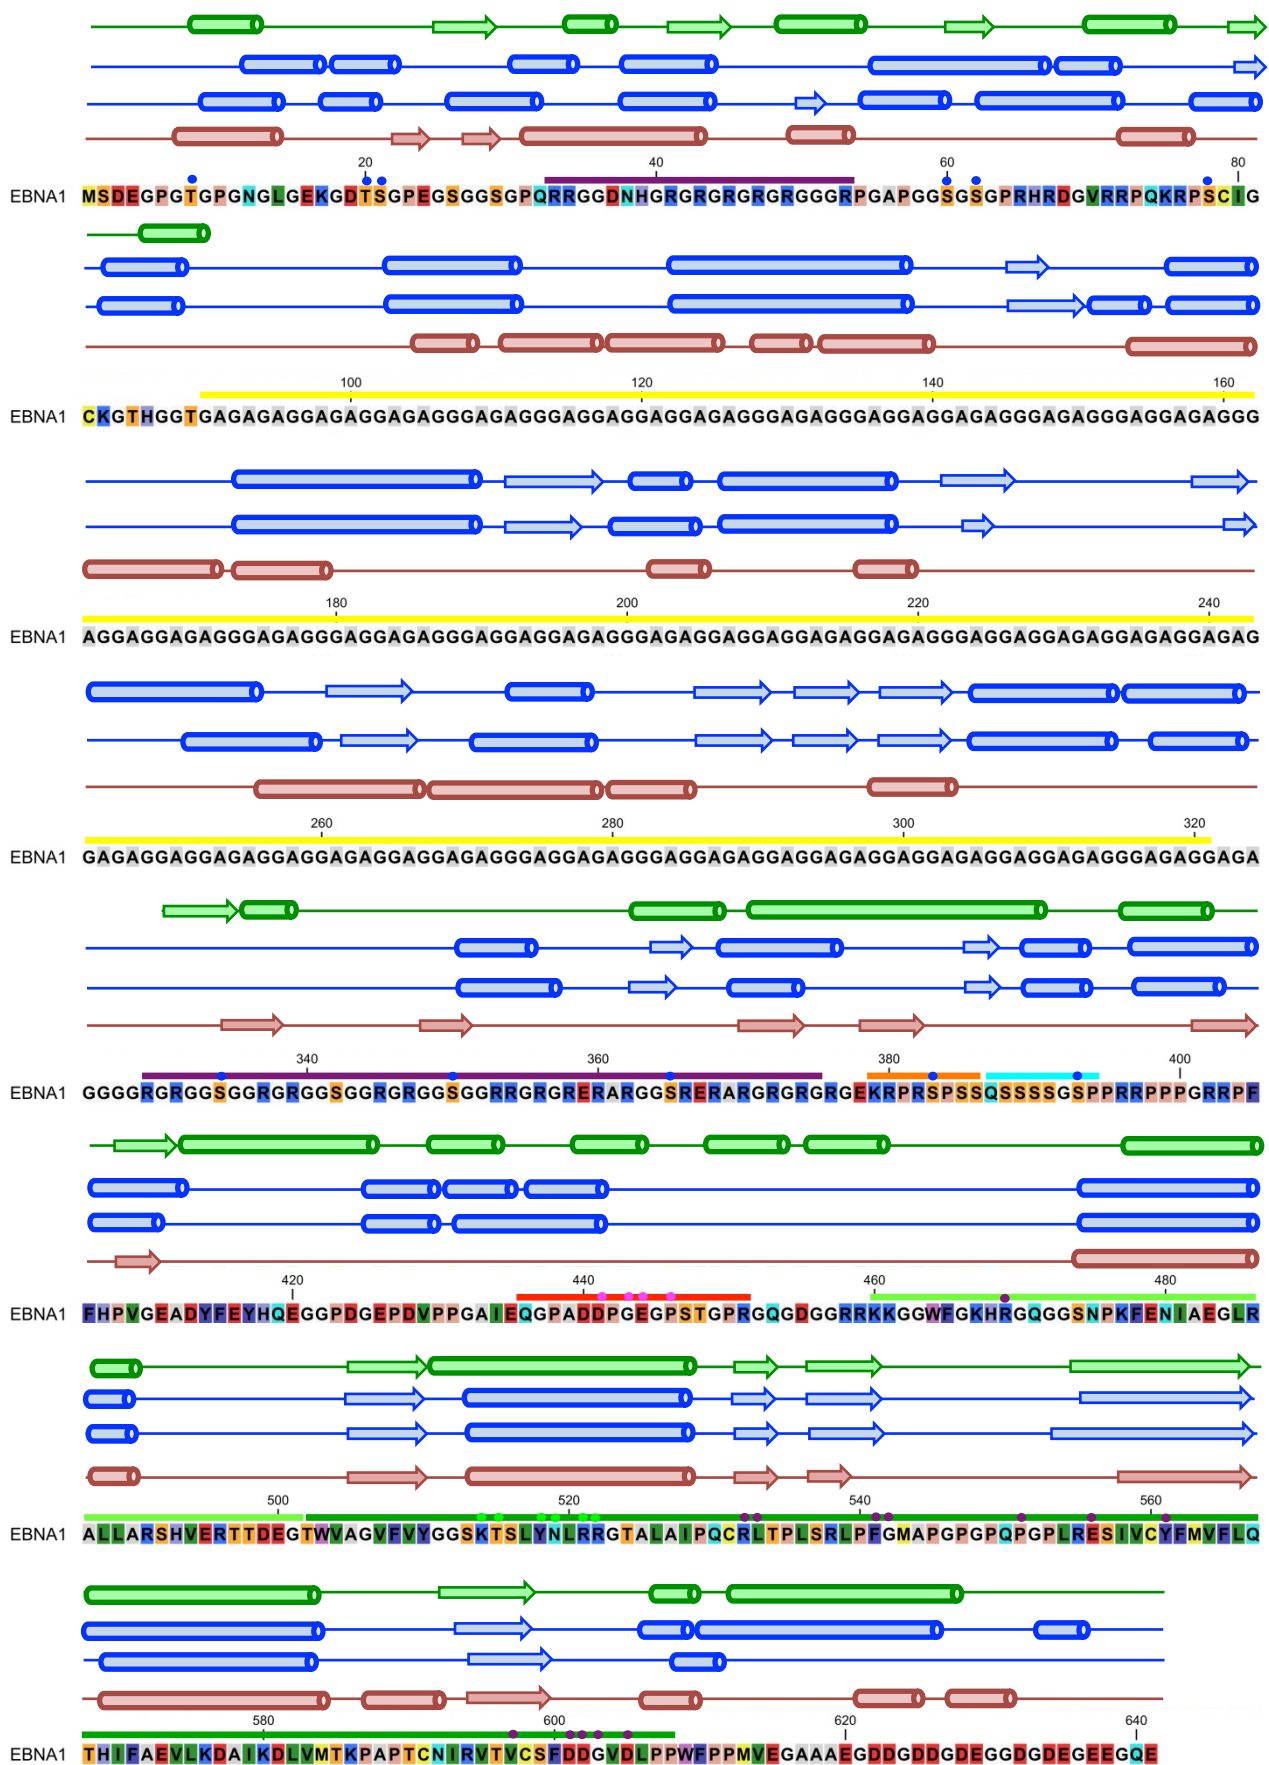 20 40 60 80
EBNA1 MSDEGPGTGPGNGLGEKGDTSGPEGSGGSGPQRRGGDNHGRGRGRGRGRGGGRPGAPGGSGSGPRHRDGVRRPQKRPSCIG
100 120 140 160
EBNA1 CKGTHGGTGAGAGAGGAGAGGAGAGGGAGAGGGAGGAGGAGGAGAGGGAGAGGGAGGAGGAGAGGGAGAGGGAGGAGAGGG
180 200 220 240
EBNA1 AGGAGGAGAGGGAGAGGGAGGAGAGGGAGGAGGAGAGGGAGAGGAGGAGGAGAGGAGAGGGAGGAGGAGAGGAGAGGAGAG
260 280 300 320
EBNA1 GAGAGGAGGAGAGGAGGAGAGGAGGAGAGGGAGGAGAGGGAGGAGAGGAGGAGAGGAGGAGAGGAGGAGAGGGAGAGGAGA
340 360 380 400
EBNA1 GGGGRGRGGSGGRGRGGSGGRGRGGSGGRRGRGRERARGGSRERARGRGRGRGEKRPRSPSSQSSSSGSPPRRPPPGRRPF
420 440 460 480
EBNA1 FHPVGEADYFEYHQEGGPDGEPDVPPGAIEQGPADDPGEGPSTGPRGQGDGGRRKKGGWFGKHRGQGGSNPKFENIAEGLR
500 520 540 560
EBNA1 ALLARSHVERTTDEGTWVAGVFVYGGSKTSLYNLRRGTALAIPQCRLTPLSRLPFGMAPGPGPQPGPLRESIVCYFMVFLQ
580 600 620 640
EBNA1 THIFAEVLKDAIKDLVMTKPAPTCNIRVTVCSFDDGVDLPPWFPPMVEGAAAEGDDGDDGDEGGDGDEGEEGQE